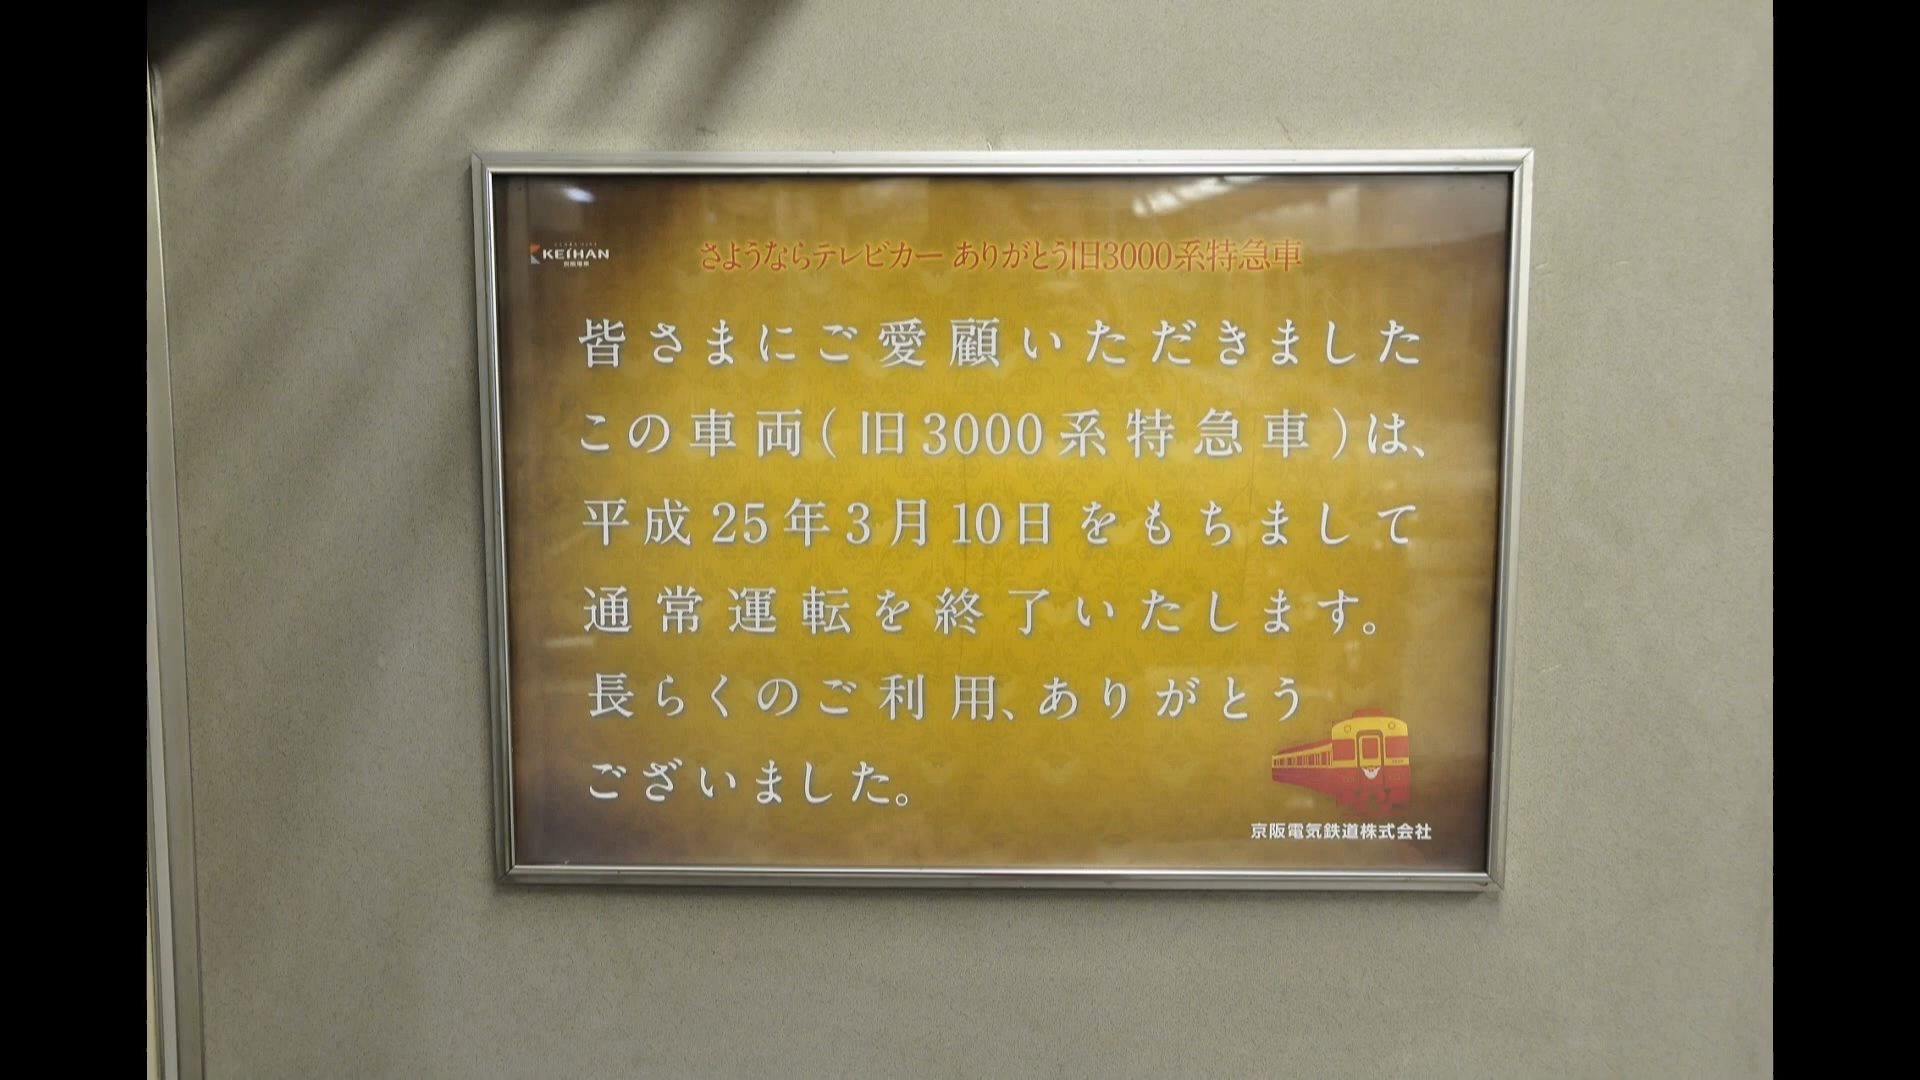 KEIHAN
京阪電車
さようならテレビカー ありがとう旧3000系特急車
皆さまにご愛顧いただきました
この車両(旧3000系特急車)は、
平成25年3月10日をもちまして
通常運転を終了いたします。
長らくのご利用、ありがとう
ございました。
京阪電気鉄道株式会社